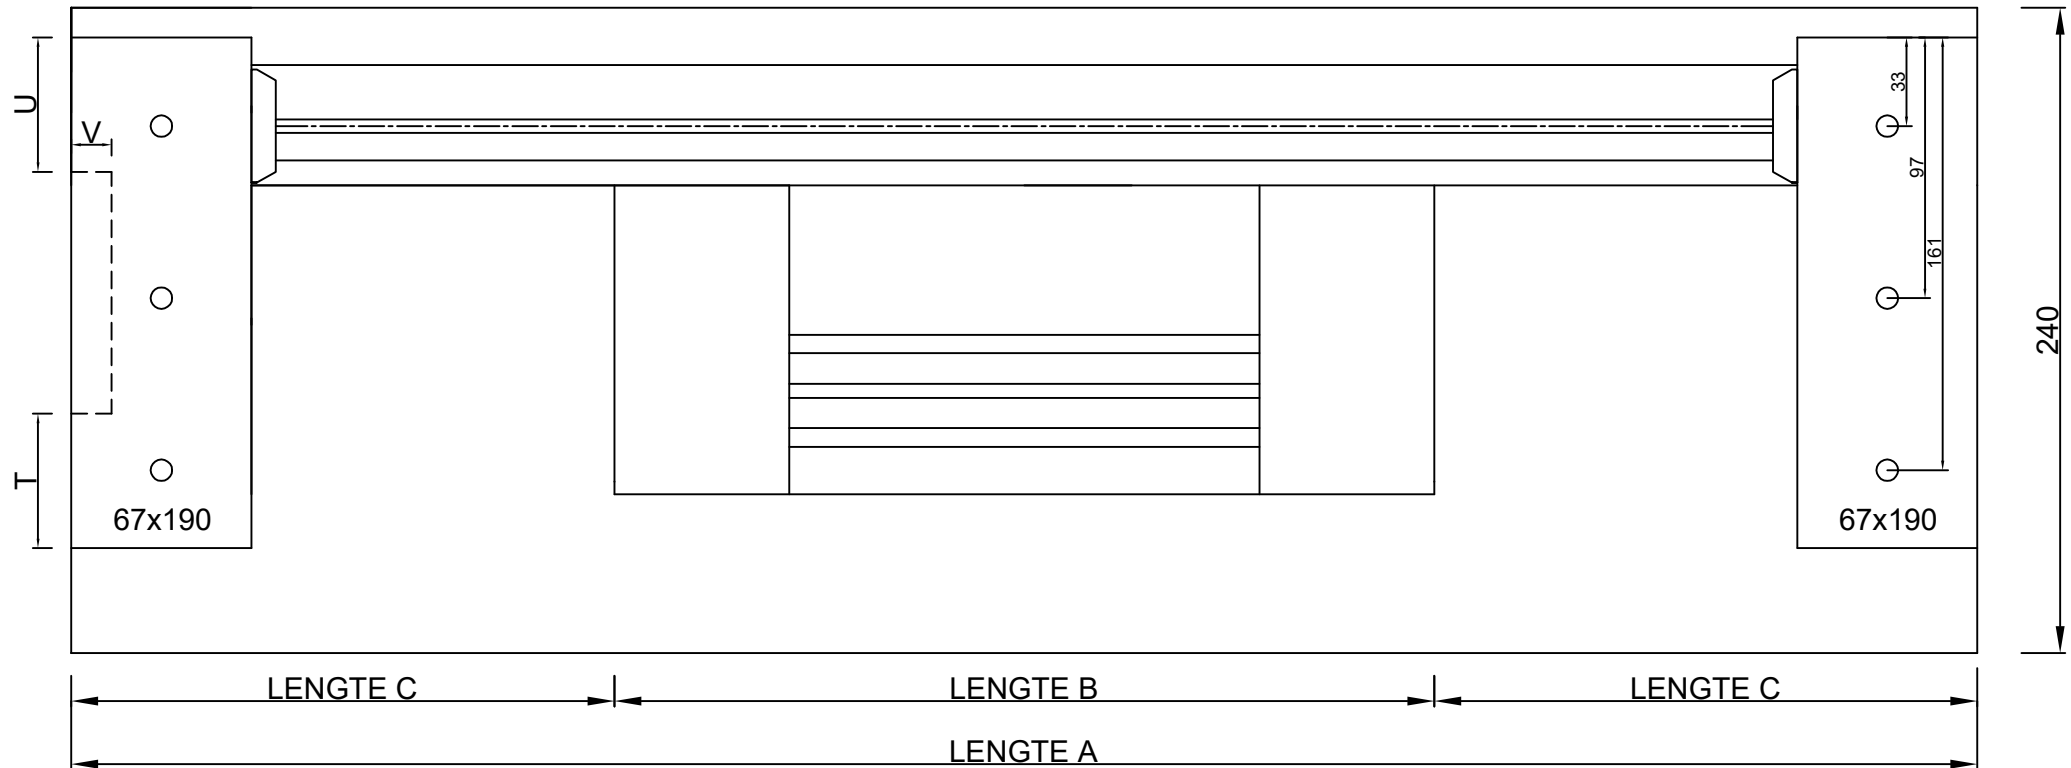 U
V
33
97
161
240
T
67x190
67x190
LENGTE C
LENGTE B
LENGTE C
LENGTE A